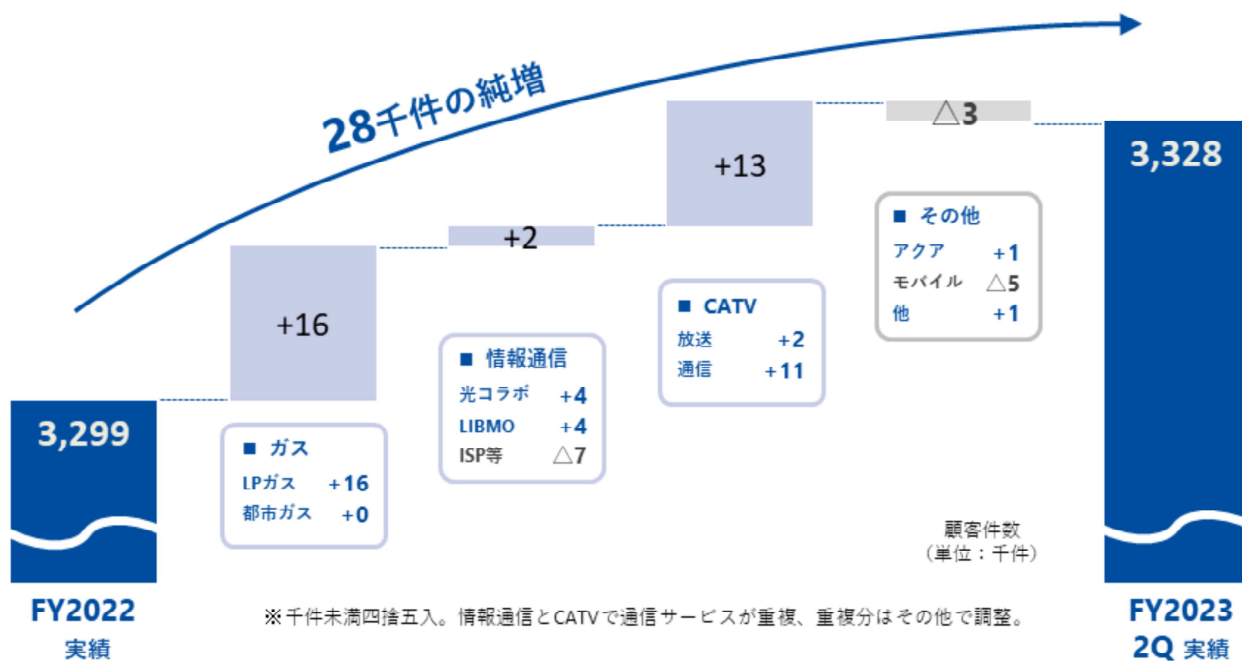 28千件の純増
3,299
+16
+2
+13
△3
3,328
■ ガス
LPガス +16
都市ガス +0
■ 情報通信
光コラボ +4
LIBMO +4
ISP等 △7
■ CATV
放送 +2
通信 +11
■ その他
アクア +1
モバイル △5
他 +1
顧客件数
(単位：千件)
FY2022
実績
※千件未満四捨五入。情報通信とCATVで通信サービスが重複、重複分はその他で調整。
FY2023
2Q 実績